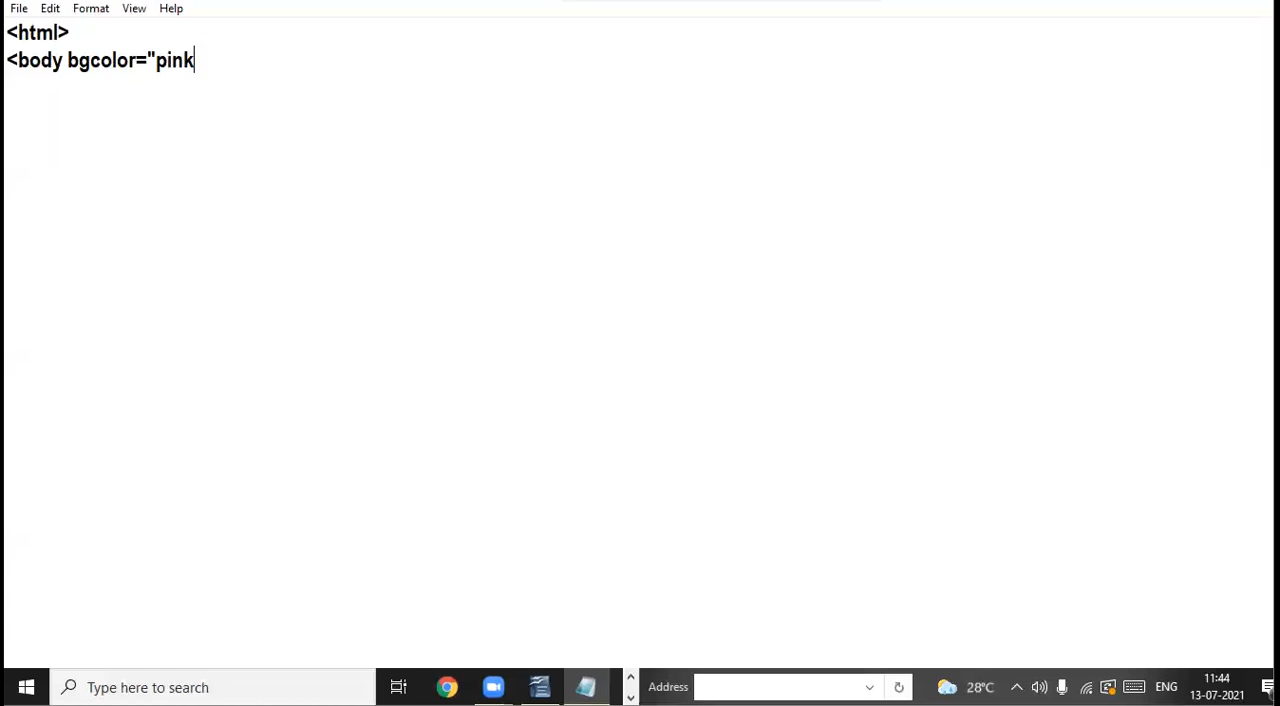 File Edit Format View Help
<html>
<body bgcolor="pink
Type here to search
Address
28°C
ENG
11:44
13-07-2021